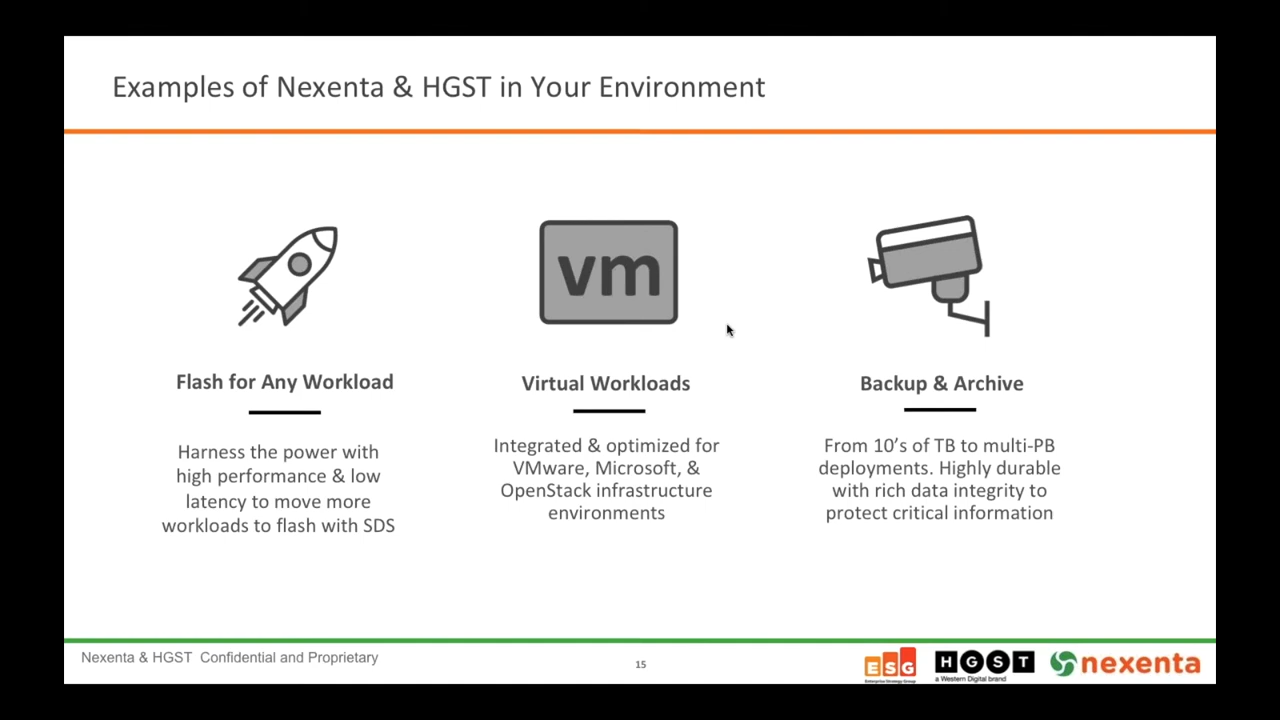 Examples of Nexenta & HGST in Your Environment
vm
Flash for Any Workload
Harness the power with
high performance & low
latency to move more
workloads to flash with SDS
Virtual Workloads
Integrated & optimized for
VMware, Microsoft, &
OpenStack infrastructure
environments
Backup & Archive
From 10’s of TB to multi-PB
deployments. Highly durable
with rich data integrity to
protect critical information
Nexenta & HGST Confidential and Proprietary
15
ESG
Enterprise Strategy Group
HGST
a Western Digital brand
nexenta